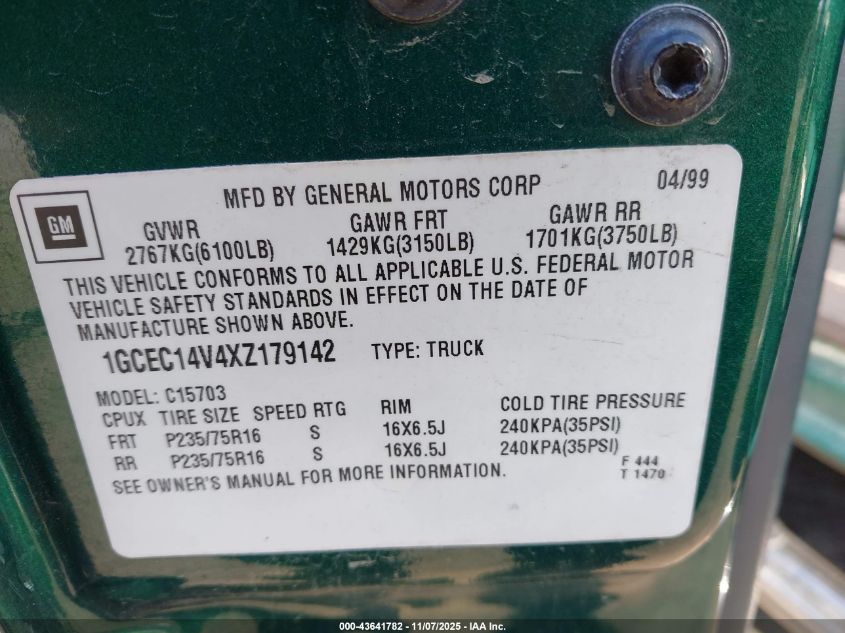 MFD BY GENERAL MOTORS CORP 04/99
GM
GVWR GAWR FRT GAWR RR
2767KG(6100LB) 1429KG(3150LB) 1701KG(3750LB)
THIS VEHICLE CONFORMS TO ALL APPLICABLE U.S. FEDERAL MOTOR
VEHICLE SAFETY STANDARDS IN EFFECT ON THE DATE OF
MANUFACTURE SHOWN ABOVE.
1GCEC14V4XZ179142 TYPE: TRUCK
MODEL: C15703
CPUX TIRE SIZE SPEED RTG RIM COLD TIRE PRESSURE
FRT P235/75R16 S 16X6.5J 240KPA(35PSI)
RR P235/75R16 S 16X6.5J 240KPA(35PSI)
SEE OWNER'S MANUAL FOR MORE INFORMATION.
F 444
T 1470
000-43641782 - 11/07/2025 - IAA Inc.